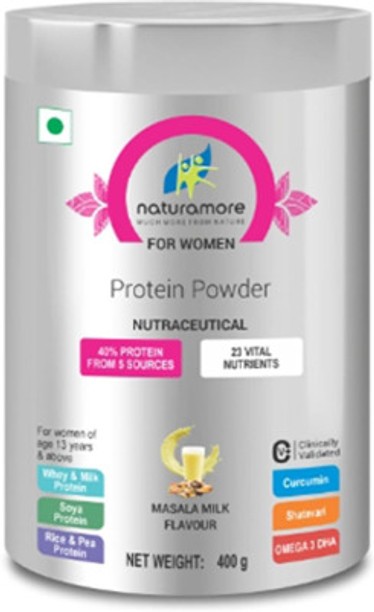 naturamore
MUCH MORE FROM NATURE
FOR WOMEN
Protein Powder
NUTRACEUTICAL
40% PROTEIN
FROM 5 SOURCES
23 VITAL
NUTRIENTS
For women of
age 13 years
& above
Whey & Milk
Protein
Soya
Protein
Rice & Pea
Protein
MASALA MILK
FLAVOUR
Clinically
Validated
Curcumin
Shatavari
OMEGA 3 DHA
NET WEIGHT: 400 g